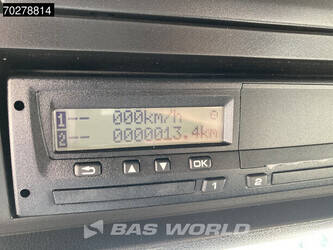 70278814
1-- 000km/h
2-- 0000013.4km
OK
1
2
BAS WORLD